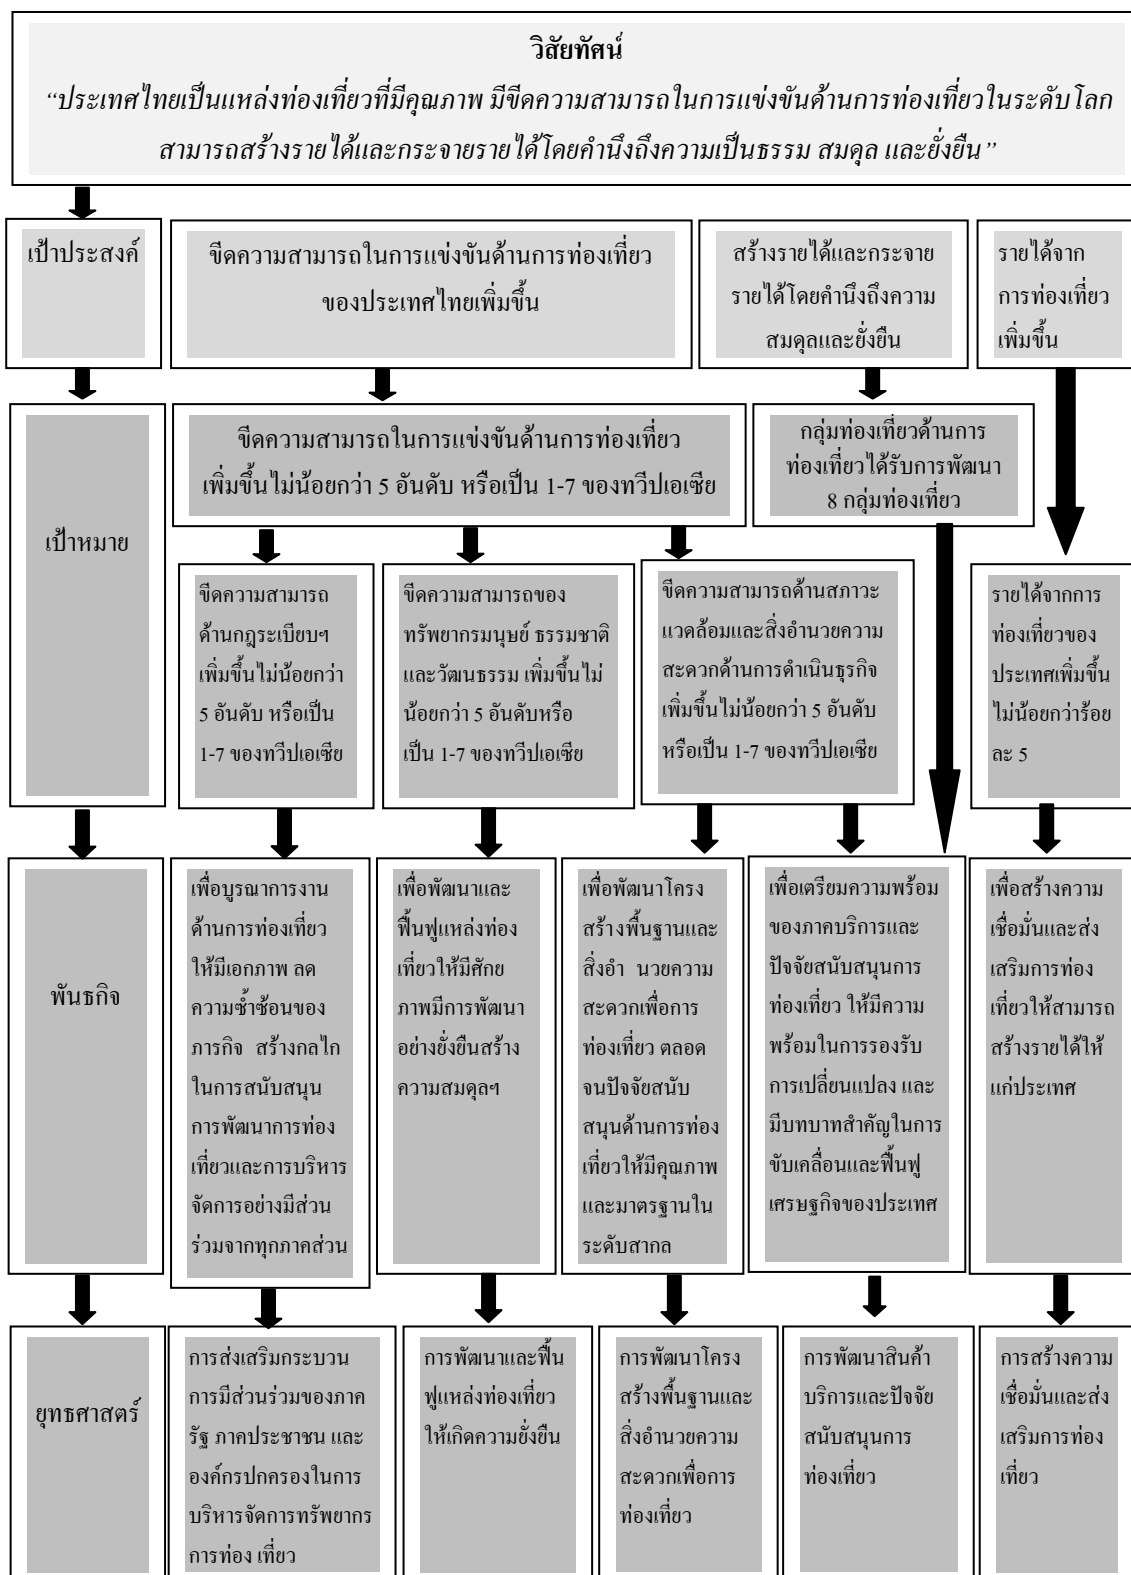 วิสัยทัศน์
“ประเทศไทยเป็นแหล่งท่องเที่ยวที่มีคุณภาพ มีขีดความสามารถในการแข่งขันด้านการท่องเที่ยวในระดับโลก
สามารถสร้างรายได้และกระจายรายได้โดยคำนึงถึงความเป็นธรรม สมดุล และยั่งยืน”
เป้าประสงค์
ขีดความสามารถในการแข่งขันด้านการท่องเที่ยว
ของประเทศไทยเพิ่มขึ้น
สร้างรายได้และกระจาย
รายได้โดยคำนึงถึงความ
สมดุลและยั่งยืน
รายได้จาก
การท่องเที่ยว
เพิ่มขึ้น
เป้าหมาย
ขีดความสามารถในการแข่งขันด้านการท่องเที่ยว
เพิ่มขึ้นไม่น้อยกว่า 5 อันดับ หรือเป็น 1-7 ของทวีปเอเซีย
กลุ่มท่องเที่ยวด้านการ
ท่องเที่ยวได้รับการพัฒนา
8 กลุ่มท่องเที่ยว
ขีดความสามารถ
ด้านกฎระเบียบฯ
เพิ่มขึ้นไม่น้อยกว่า
5 อันดับ หรือเป็น
1-7 ของทวีปเอเซีย
ขีดความสามารถของ
ทรัพยากรมนุษย์ ธรรมชาติ
และวัฒนธรรม เพิ่มขึ้นไม่
น้อยกว่า 5 อันดับหรือ
เป็น 1-7 ของทวีปเอเซีย
ขีดความสามารถด้านสภาวะ
แวดล้อมและสิ่งอำนวยความ
สะดวกด้านการดำเนินธุรกิจ
เพิ่มขึ้นไม่น้อยกว่า 5 อันดับ
หรือเป็น 1-7 ของทวีปเอเซีย
รายได้จากการ
ท่องเที่ยวของ
ประเทศเพิ่มขึ้น
ไม่น้อยกว่าร้อย
ละ 5
พันธกิจ
เพื่อบูรณาการงาน
ด้านการท่องเที่ยว
ให้มีเอกภาพ ลด
ความซ้ำซ้อนของ
ภารกิจ สร้างกลไก
ในการสนับสนุน
การพัฒนาการท่อง
เที่ยวและการบริหาร
จัดการอย่างมีส่วน
ร่วมจากทุกภาคส่วน
เพื่อพัฒนาและ
ฟื้นฟูแหล่งท่อง
เที่ยวให้มีศักย
ภาพมีการพัฒนา
อย่างยั่งยืนสร้าง
ความสมดุลฯ
เพื่อพัฒนาโครง
สร้างพื้นฐานและ
สิ่งอำ นวยความ
สะดวกเพื่อการ
ท่องเที่ยว ตลอด
จนปัจจัยสนับ
สนุนด้านการท่อง
เที่ยวให้มีคุณภาพ
และมาตรฐานใน
ระดับสากล
เพื่อเตรียมความพร้อม
ของภาคบริการและ
ปัจจัยสนับสนุนการ
ท่องเที่ยว ให้มีความ
พร้อมในการรองรับ
การเปลี่ยนแปลง และ
มีบทบาทสำคัญในการ
ขับเคลื่อนและฟื้นฟู
เศรษฐกิจของประเทศ
เพื่อสร้างความ
เชื่อมั่นและส่ง
เสริมการท่อง
เที่ยวให้สามารถ
สร้างรายได้ให้
แก่ประเทศ
ยุทธศาสตร์
การส่งเสริมกระบวน
การมีส่วนร่วมของภาค
รัฐ ภาคประชาชน และ
องค์กรปกครองในการ
บริหารจัดการทรัพยากร
การท่อง เที่ยว
การพัฒนาและฟื้น
ฟูแหล่งท่องเที่ยว
ให้เกิดความยั่งยืน
การพัฒนาโครง
สร้างพื้นฐานและ
สิ่งอำนวยความ
สะดวกเพื่อการ
ท่องเที่ยว
การพัฒนาสินค้า
บริการและปัจจัย
สนับสนุนการ
ท่องเที่ยว
การสร้างความ
เชื่อมั่นและส่ง
เสริมการท่อง
เที่ยว